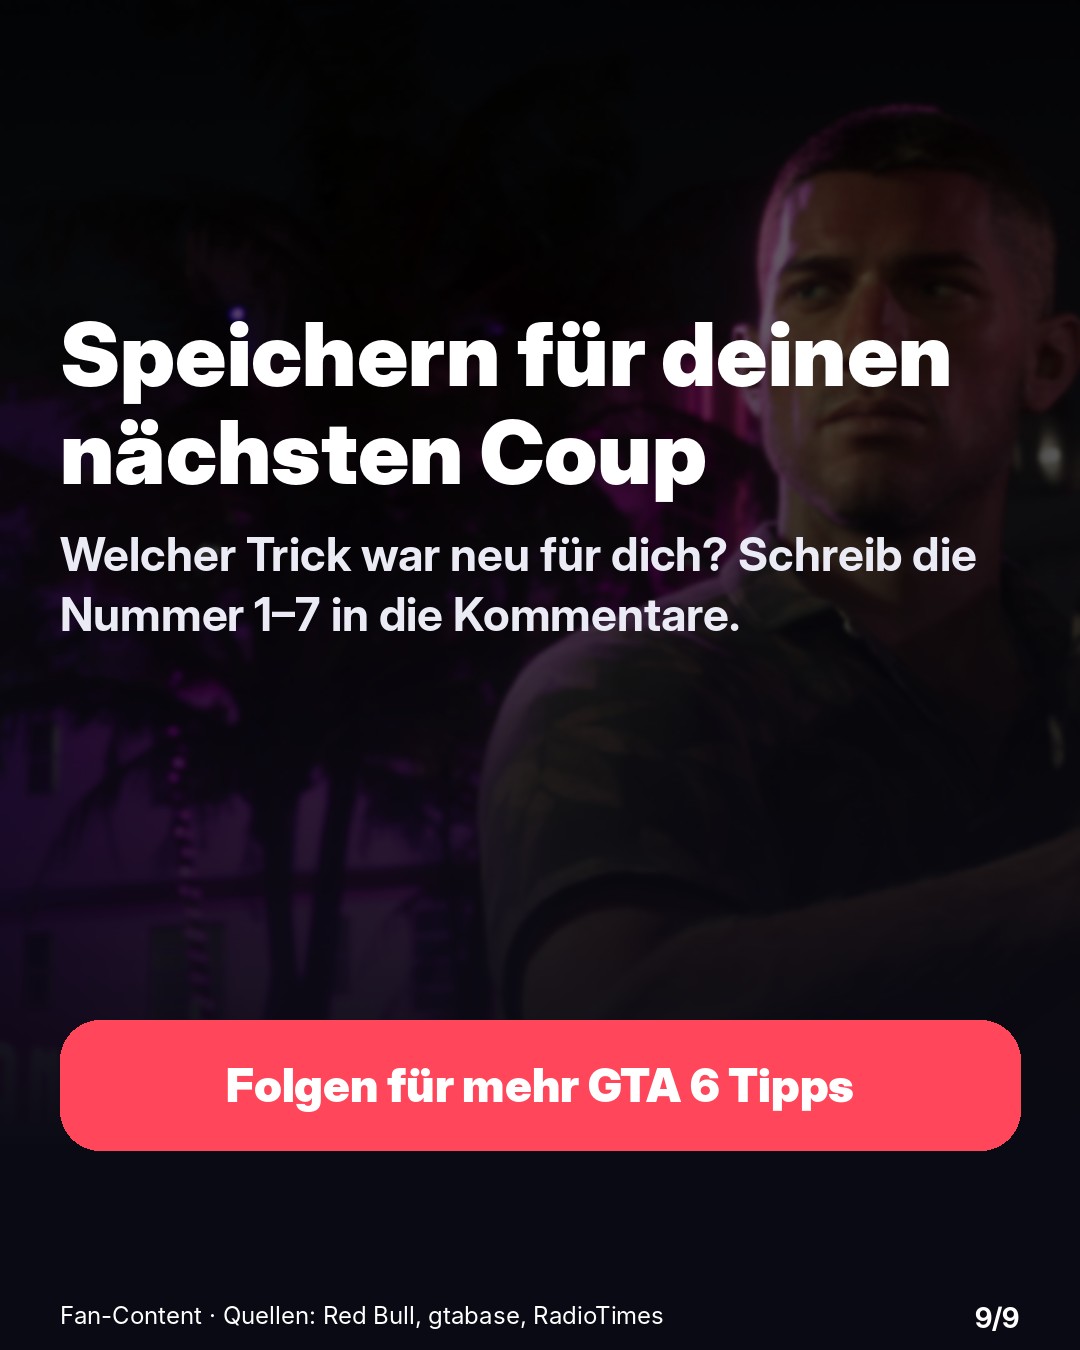 Speichern für deinen
nächsten Coup
Welcher Trick war neu für dich? Schreib die
Nummer 1–7 in die Kommentare.
Folgen für mehr GTA 6 Tipps
Fan-Content · Quellen: Red Bull, gtabase, RadioTimes
9/9